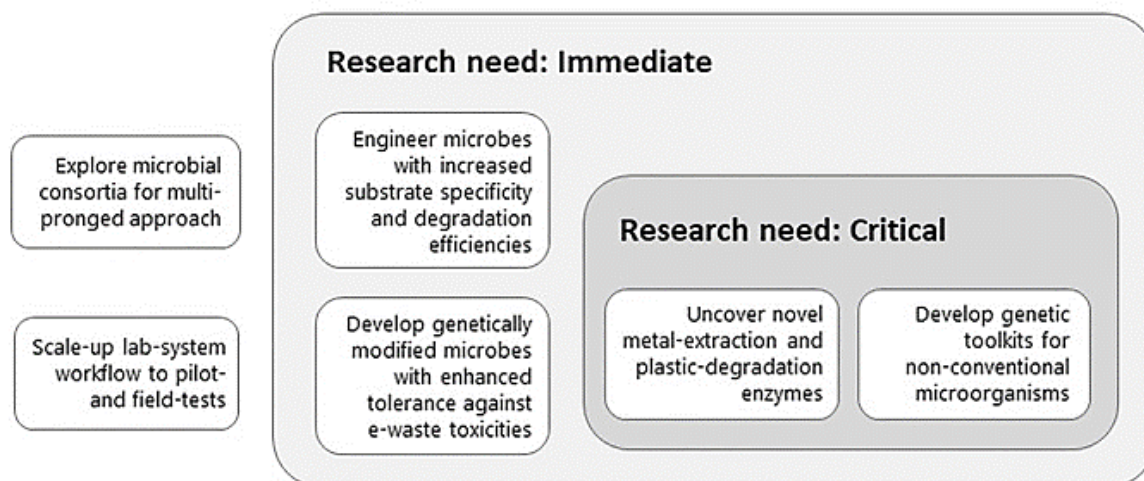 Research need: Immediate
Explore microbial
consortia for multi-
pronged approach
Scale-up lab-system
workflow to pilot-
and field-tests
Engineer microbes
with increased
substrate specificity
and degradation
efficiencies
Develop genetically
modified microbes
with enhanced
tolerance against
e-waste toxicities
Research need: Critical
Uncover novel
metal-extraction and
plastic-degradation
enzymes
Develop genetic
toolkits for
non-conventional
microorganisms